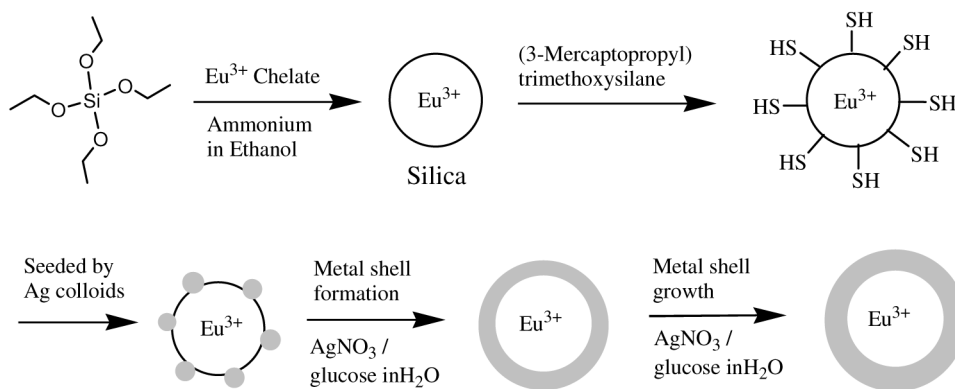 O
O
O
O
Si
Eu³⁺ Chelate
Ammonium
in Ethanol
Eu³⁺
Silica
(3-Mercaptopropyl)
trimethoxysilane
SH
HS
SH
HS
Eu³⁺
SH
HS
SH
SH
Seeded by
Ag colloids
Eu³⁺
Metal shell
formation
AgNO₃ /
glucose inH₂O
Eu³⁺
Metal shell
growth
AgNO₃ /
glucose inH₂O
Eu³⁺